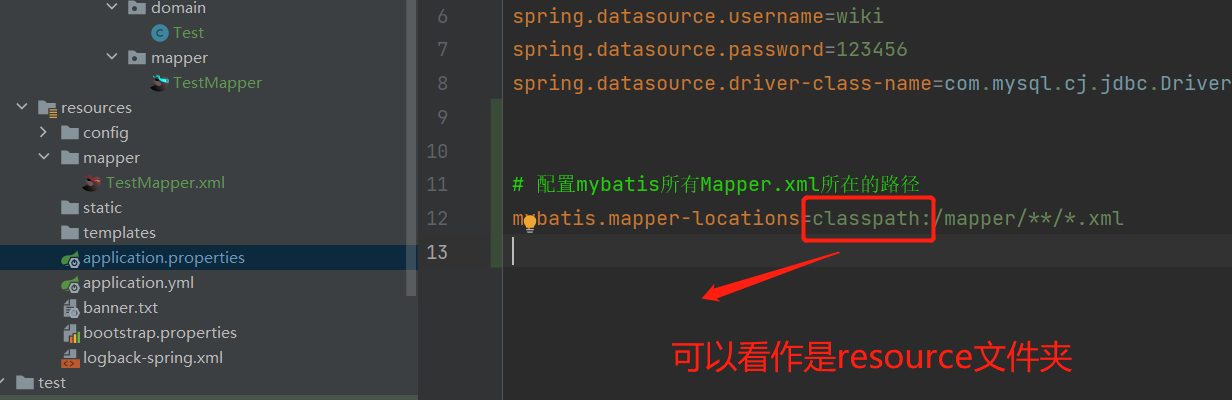 domain
Test
mapper
TestMapper
resources
config
mapper
TestMapper.xml
static
templates
application.properties
application.yml
banner.txt
bootstrap.properties
logback-spring.xml
test
6 spring.datasource.username=wiki
7 spring.datasource.password=123456
8 spring.datasource.driver-class-name=com.mysql.cj.jdbc.Driver
9
10
11 # 配置mybatis所有Mapper.xml所在的路径
12 mybatis.mapper-locations=classpath:/mapper/**/*.xml
13
可以看作是resource文件夹